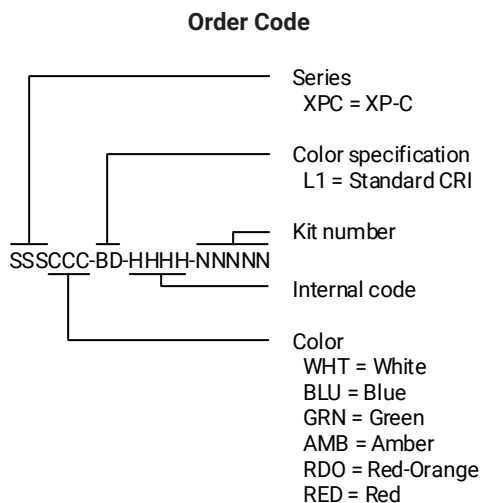 Order Code
Series
XPC = XP-C
Color specification
L1 = Standard CRI
Kit number
SSSCCC-BD-HHHH-NNNNN
Internal code
Color
WHT = White
BLU = Blue
GRN = Green
AMB = Amber
RDO = Red-Orange
RED = Red